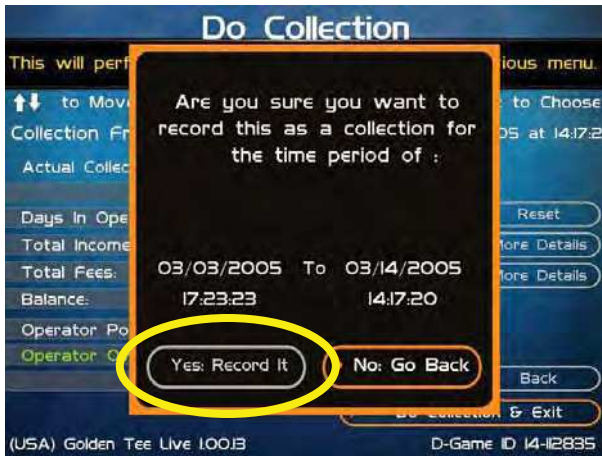 Do Collection
This will perf ious menu.
to Mov to Choose
Collection Fr 05 at 14:17:2
Actual Collec
Are you sure you want to
record this as a collection for
the time period of :
Days In Ope Reset
Total Income More Details
Total Fees: More Details
03/03/2005 To 03/14/2005
Balance: 17:23:23 14:17:20
Operator Po
Operator O
Yes: Record It No: Go Back
Back
Do Collection & Exit
(USA) Golden Tee Live 1.00.13 D-Game ID 14-112835